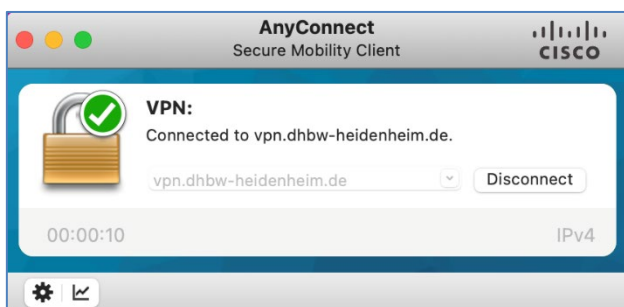 AnyConnect
Secure Mobility Client
CISCO
VPN:
Connected to vpn.dhbw-heidenheim.de.
vpn.dhbw-heidenheim.de
Disconnect
00:00:10
IPv4